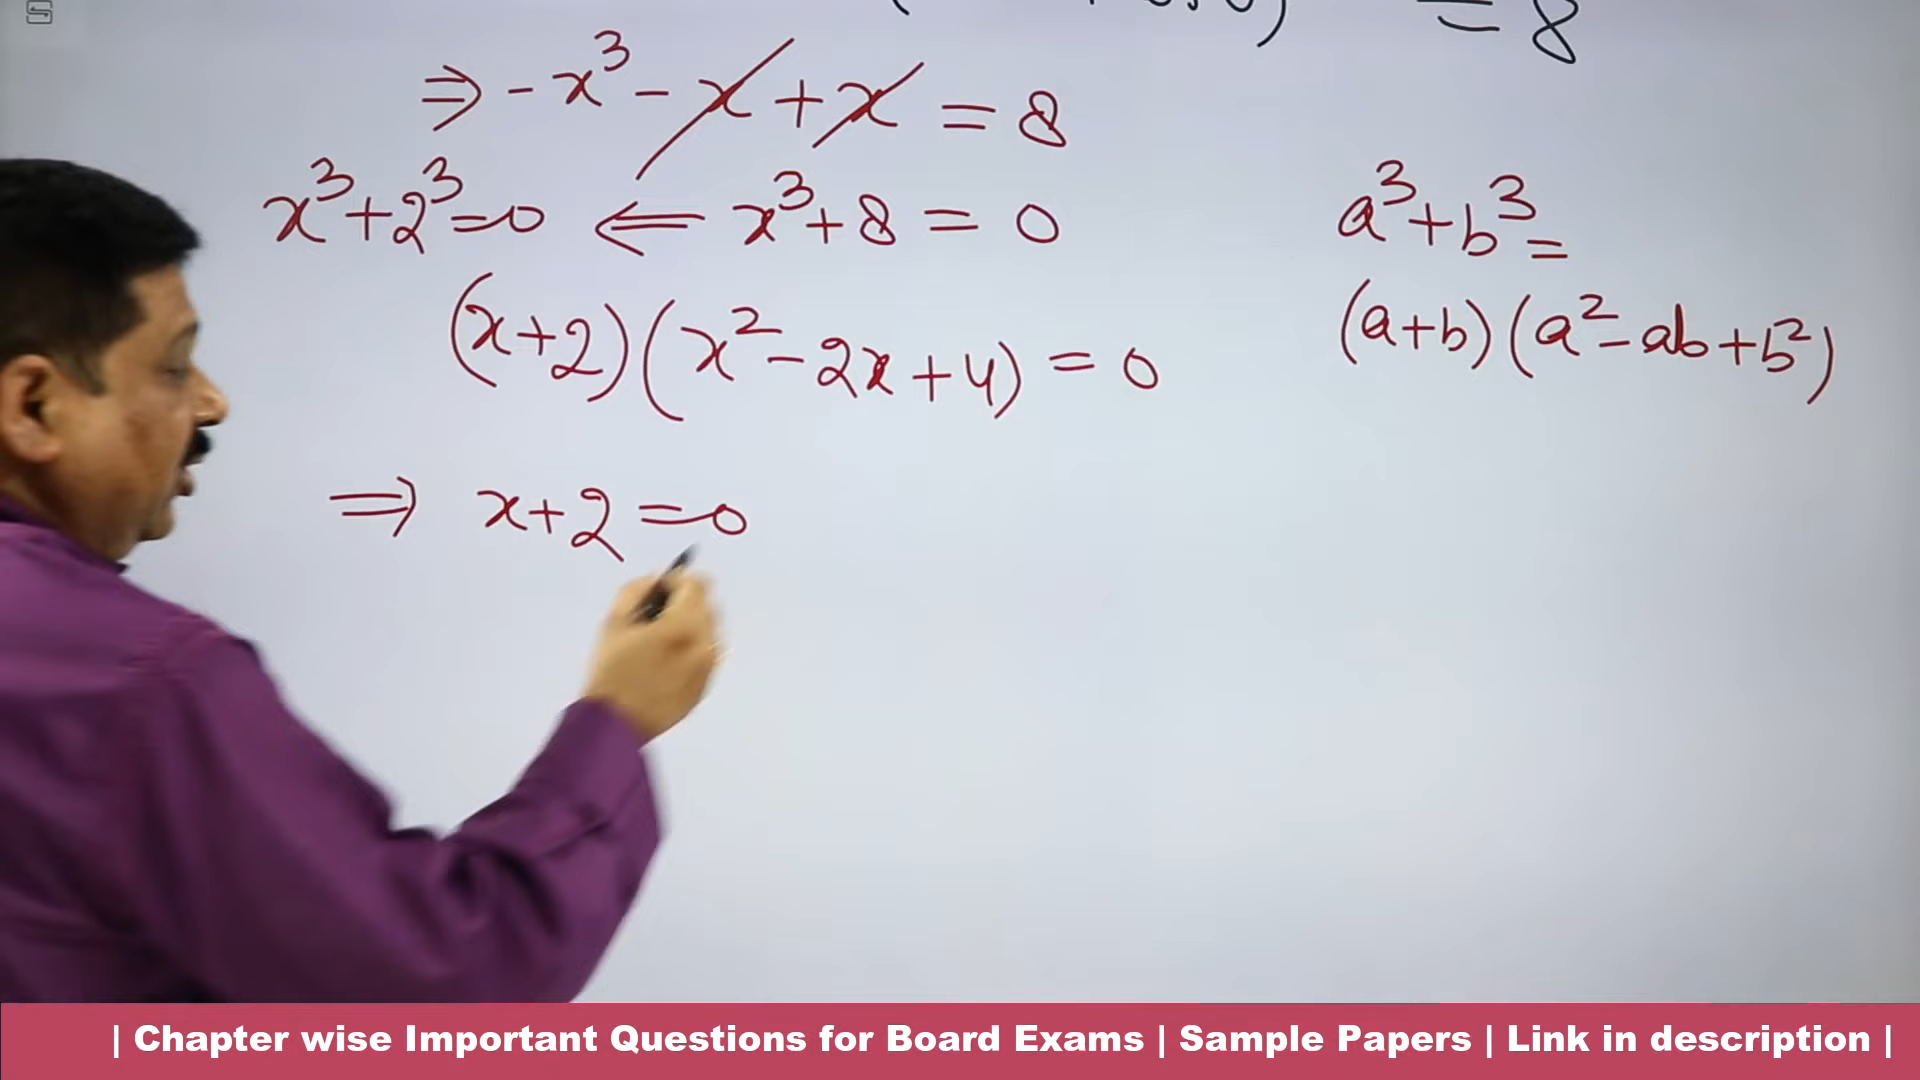 = 8
⇒ -x³ - x + x = 8
x³+2³=0 ⇐ x³+8 = 0
(x+2)(x²-2x+4) = 0
⇒ x+2=0
a³+b³=
(a+b)(a²-ab+b²)
| Chapter wise Important Questions for Board Exams | Sample Papers | Link in description |